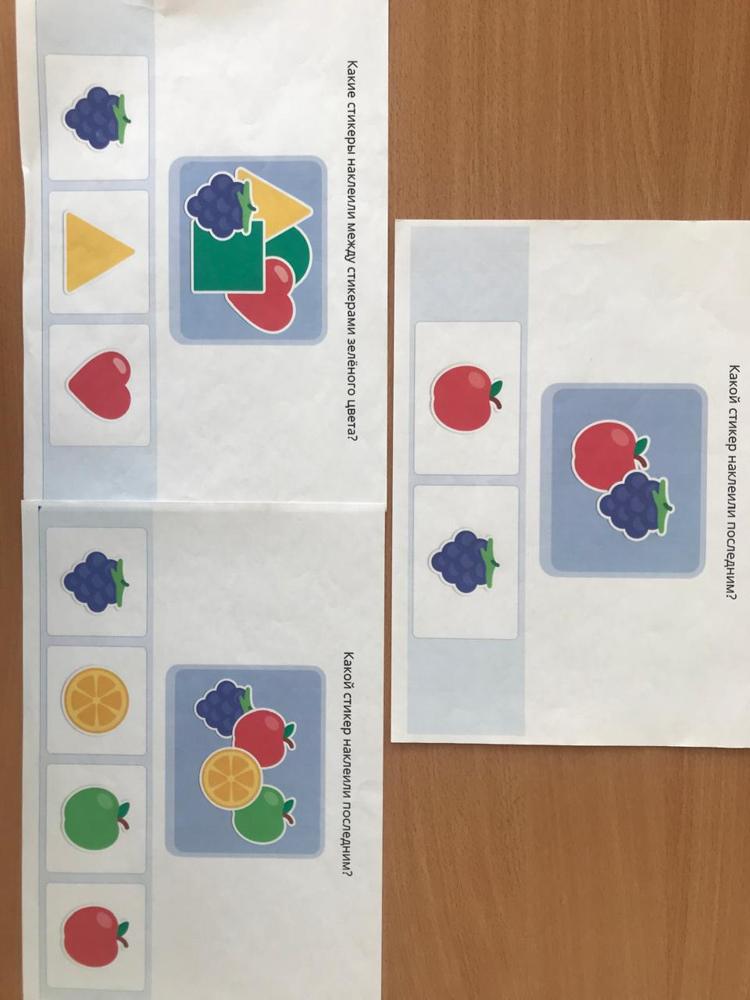 Какой стикер наклеили последним?
Какие стикеры наклеили между стикерами зелёного цвета?
Какой стикер наклеили последним?